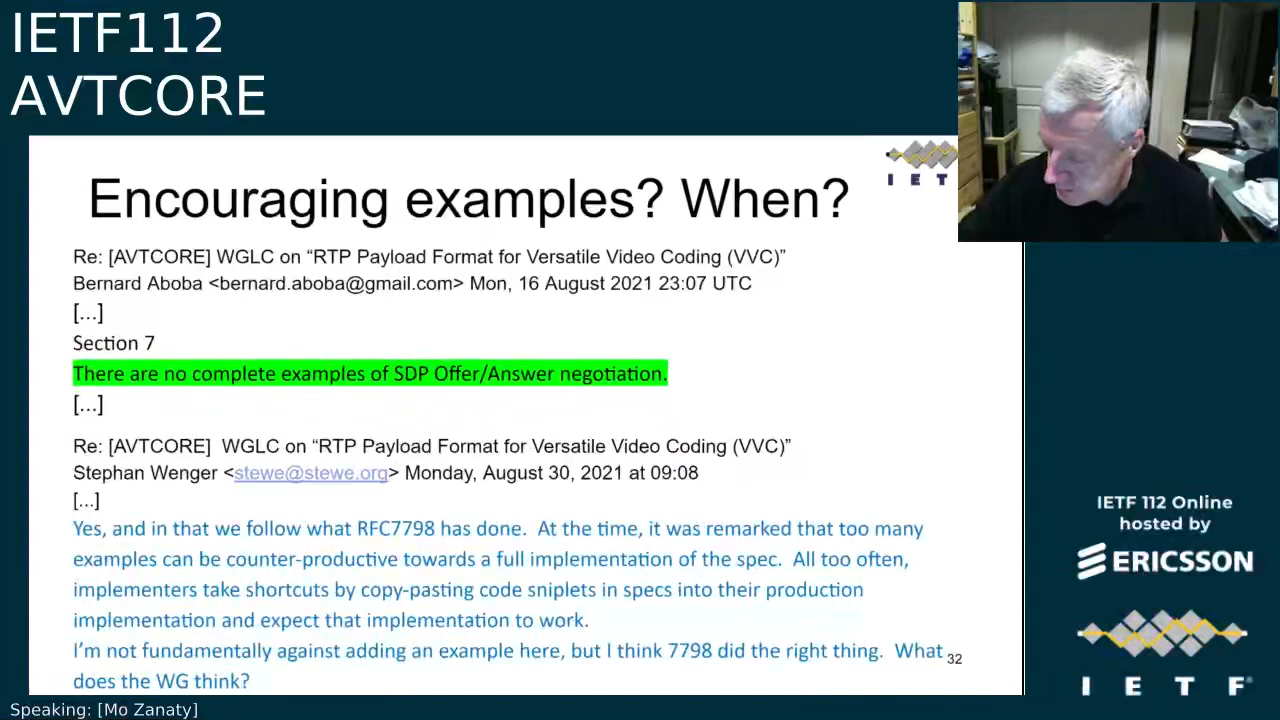 IETF112
AVTCORE
I E T
Encouraging examples? When?
Re: [AVTCORE] WGLC on “RTP Payload Format for Versatile Video Coding (VVC)”
Bernard Aboba <bernard.aboba@gmail.com> Mon, 16 August 2021 23:07 UTC
[...]
Section 7
There are no complete examples of SDP Offer/Answer negotiation.
[...]
Re: [AVTCORE]  WGLC on “RTP Payload Format for Versatile Video Coding (VVC)”
Stephan Wenger <stewe@stewe.org> Monday, August 30, 2021 at 09:08
[...]
Yes, and in that we follow what RFC7798 has done.  At the time, it was remarked that too many
examples can be counter-productive towards a full implementation of the spec.  All too often,
implementers take shortcuts by copy-pasting code sniplets in specs into their production
implementation and expect that implementation to work.
I’m not fundamentally against adding an example here, but I think 7798 did the right thing.  What
does the WG think?
32
IETF 112 Online
hosted by
ERICSSON
I E T F®
Speaking: [Mo Zanaty]